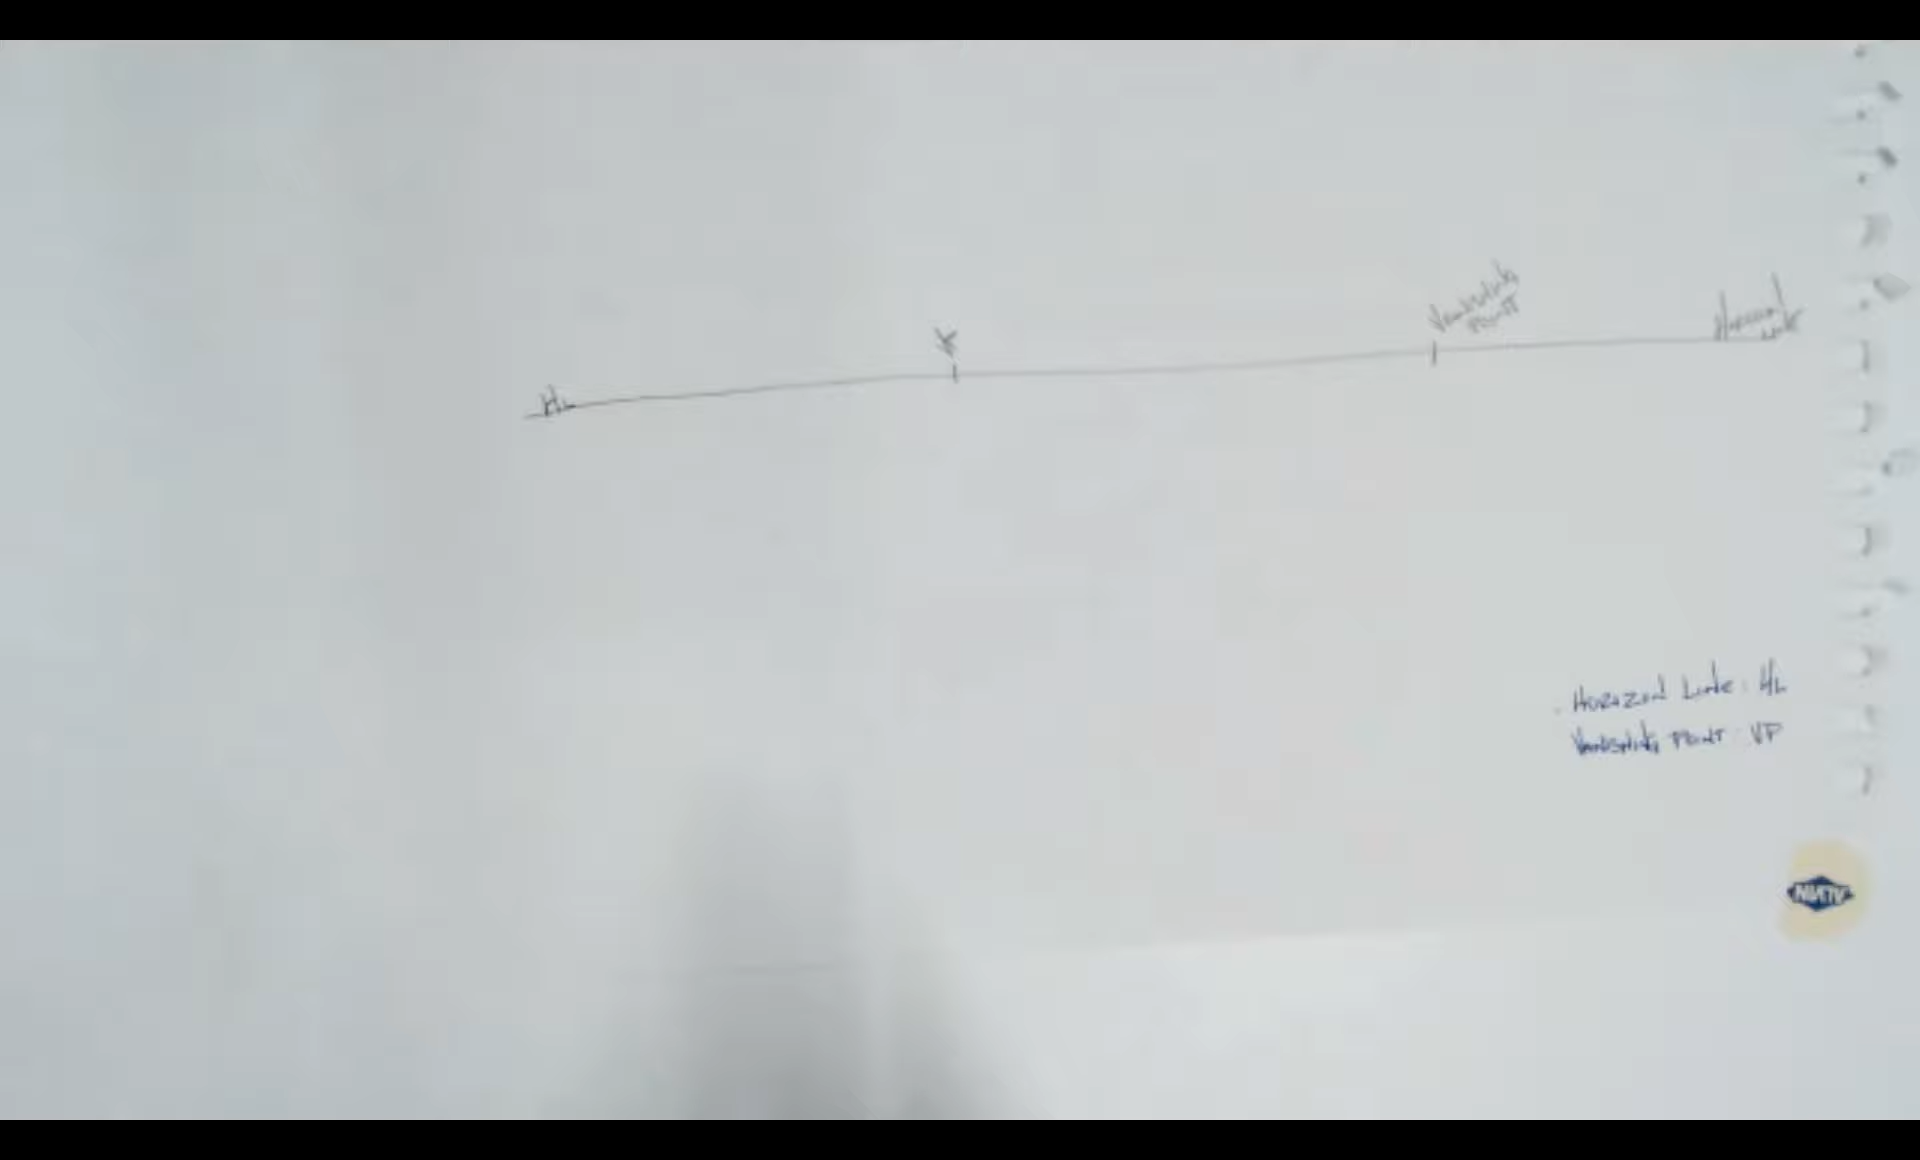 HL
Vanishing
Point
Horizon
Line
Horizon Line: HL
Vanishing Point: VP